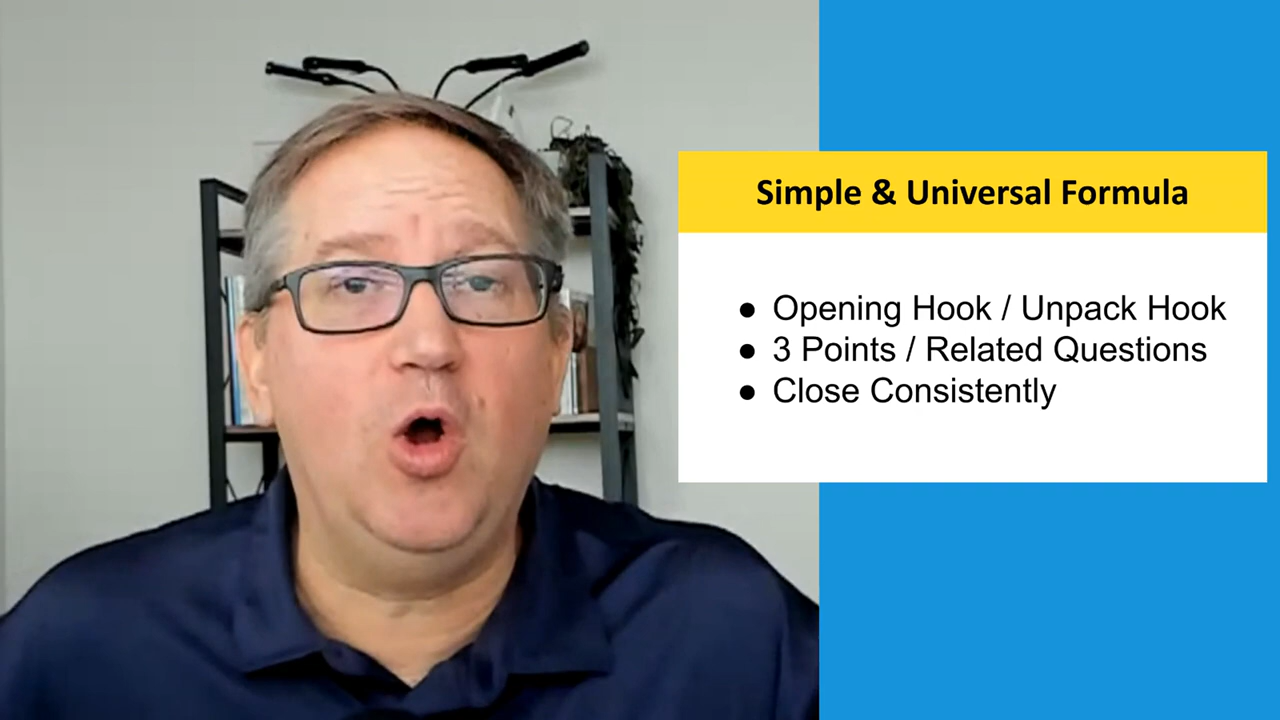 Simple & Universal Formula
● Opening Hook / Unpack Hook
● 3 Points / Related Questions
● Close Consistently